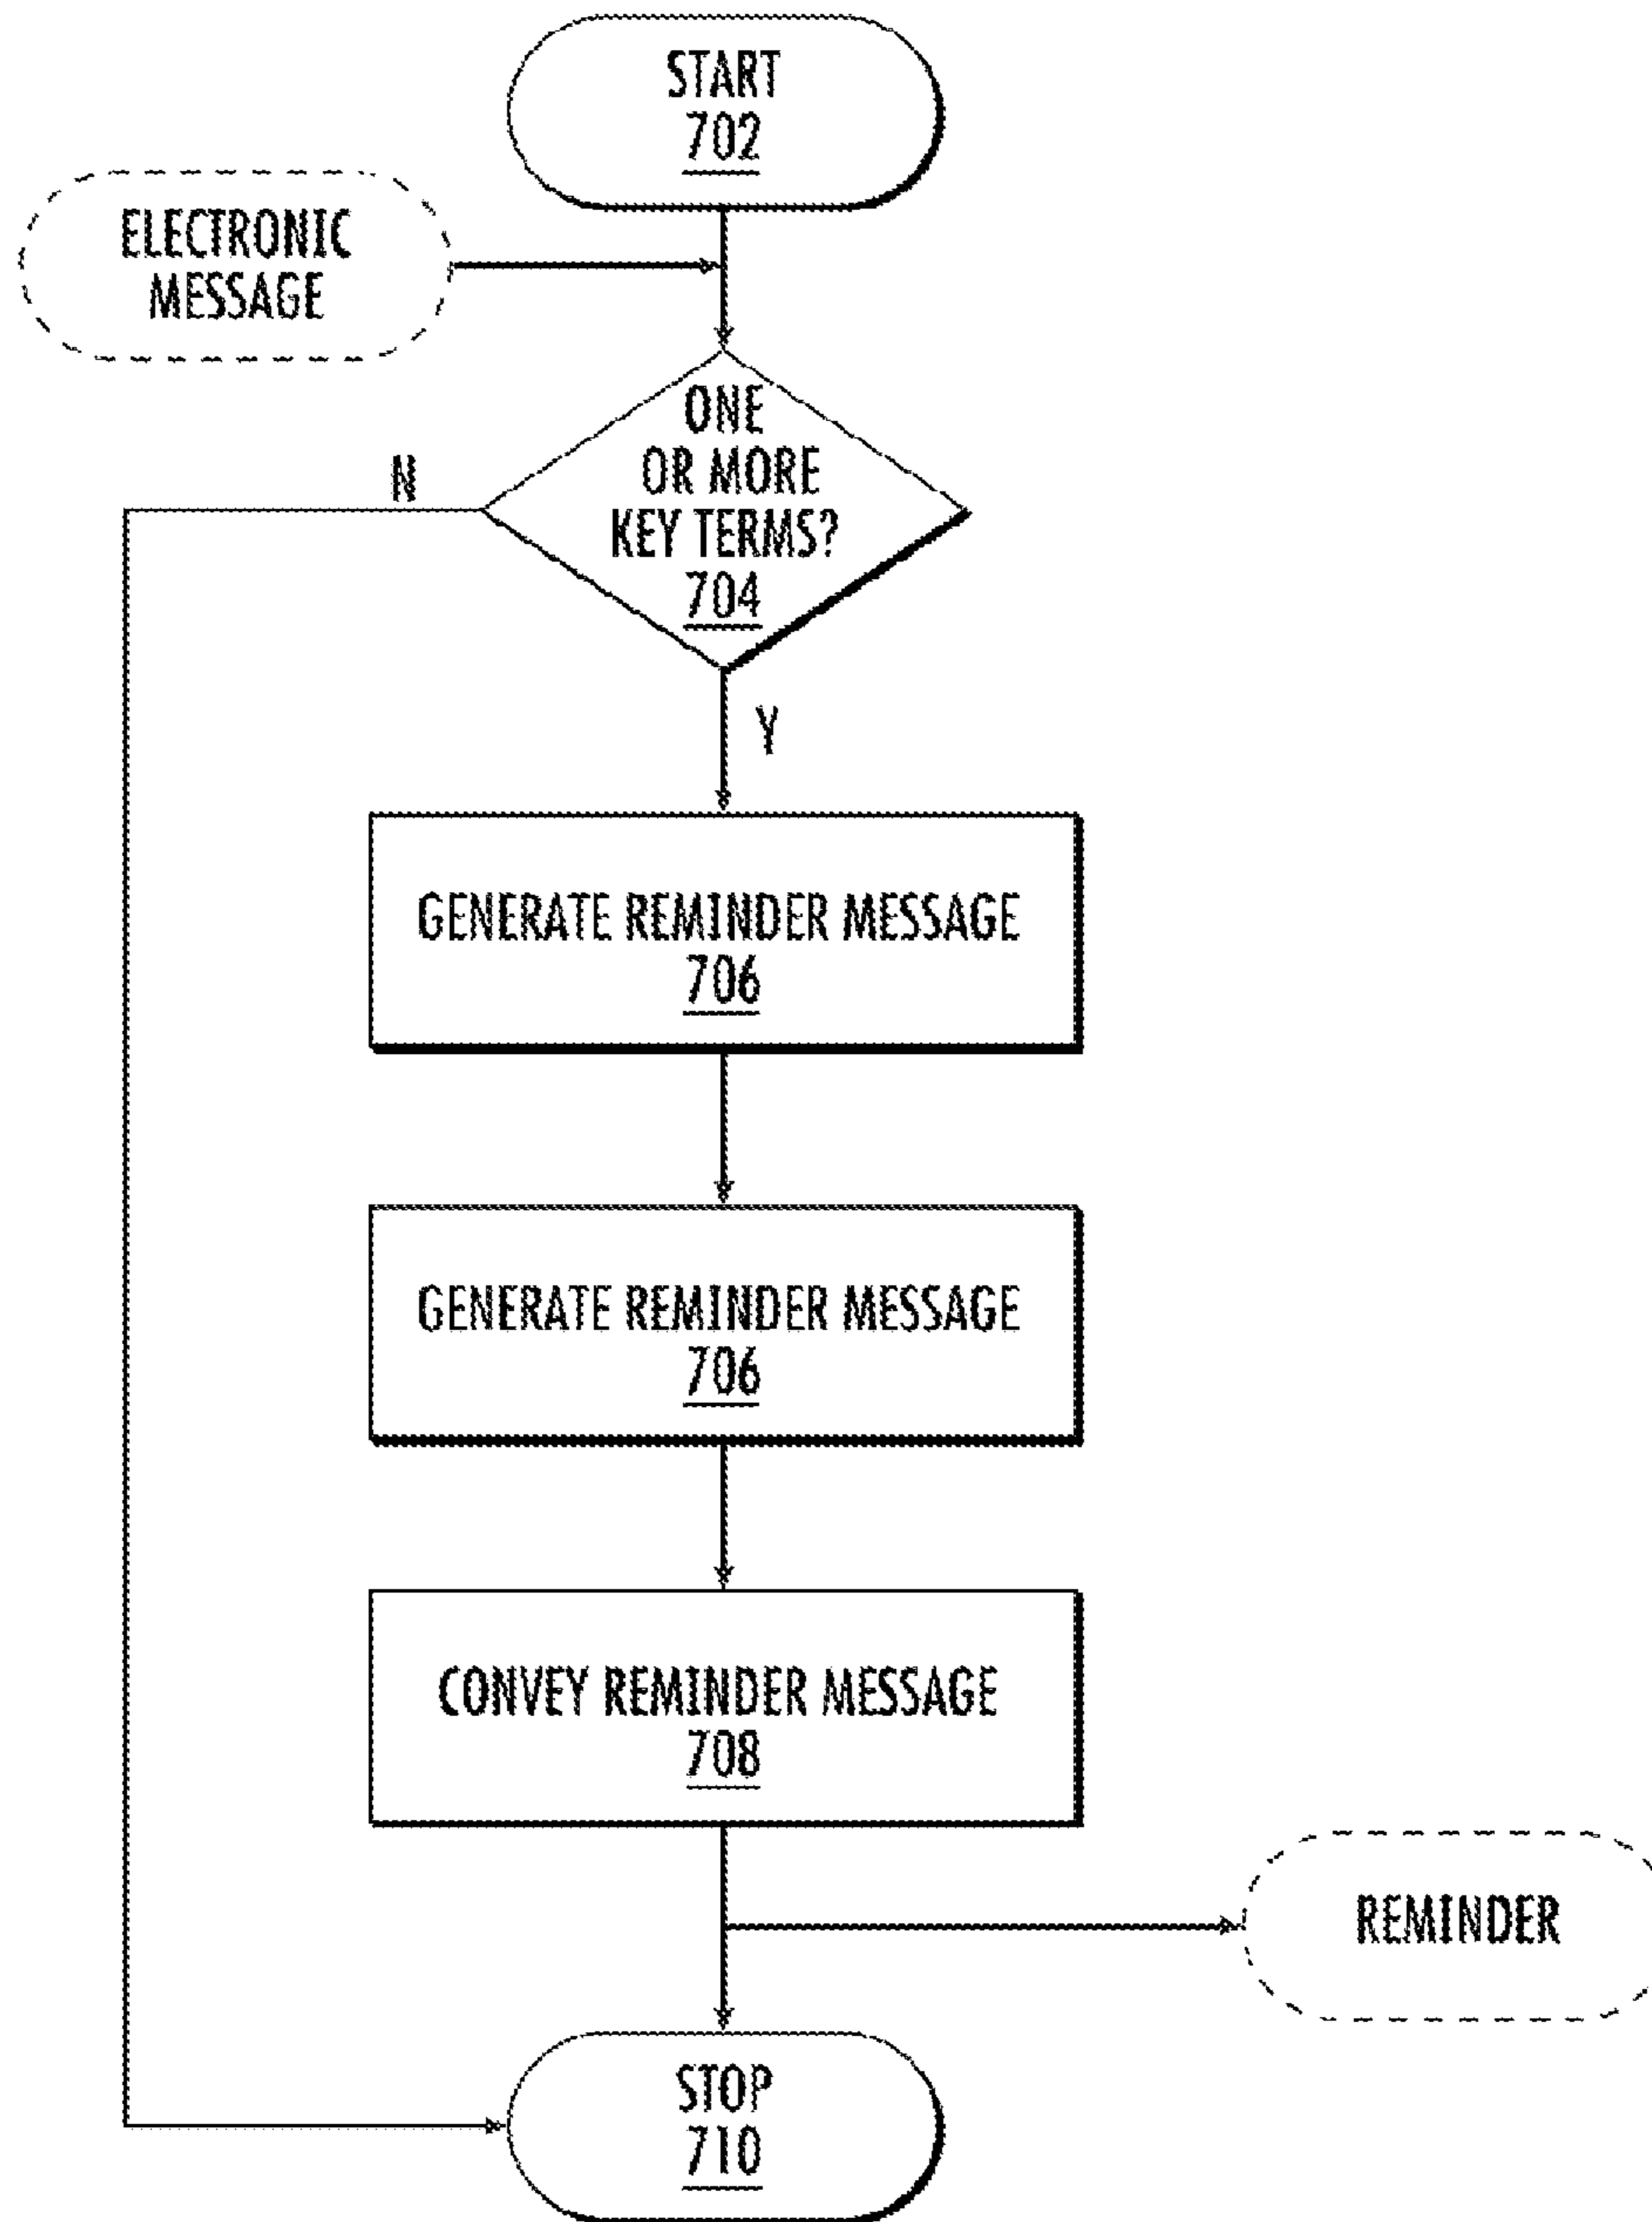 START
702
ELECTRONIC
MESSAGE
ONE
OR MORE
KEY TERMS?
704
N
Y
GENERATE REMINDER MESSAGE
706
GENERATE REMINDER MESSAGE
706
CONVEY REMINDER MESSAGE
708
REMINDER
STOP
710